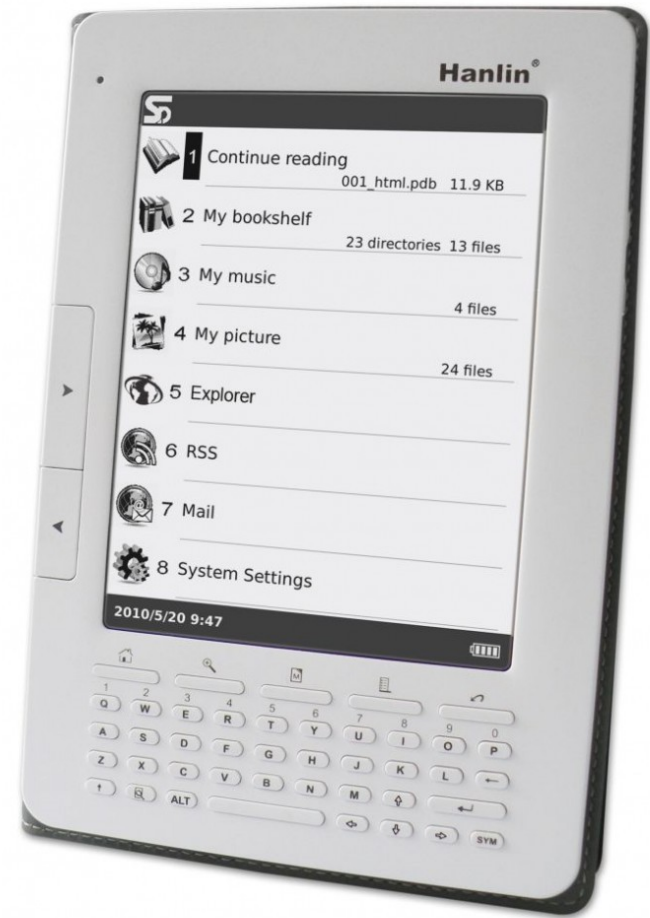 Hanlin®
SD
1 Continue reading
001_html.pdb 11.9 KB
2 My bookshelf
23 directories 13 files
3 My music
4 files
4 My picture
24 files
5 Explorer
6 RSS
7 Mail
8 System Settings
2010/5/20 9:47
M
1 2 3 4 5 6 7 8 9 0
Q W E R T Y U I O P
A S D F G H J K L
Z X C V B N M
ALT SYM